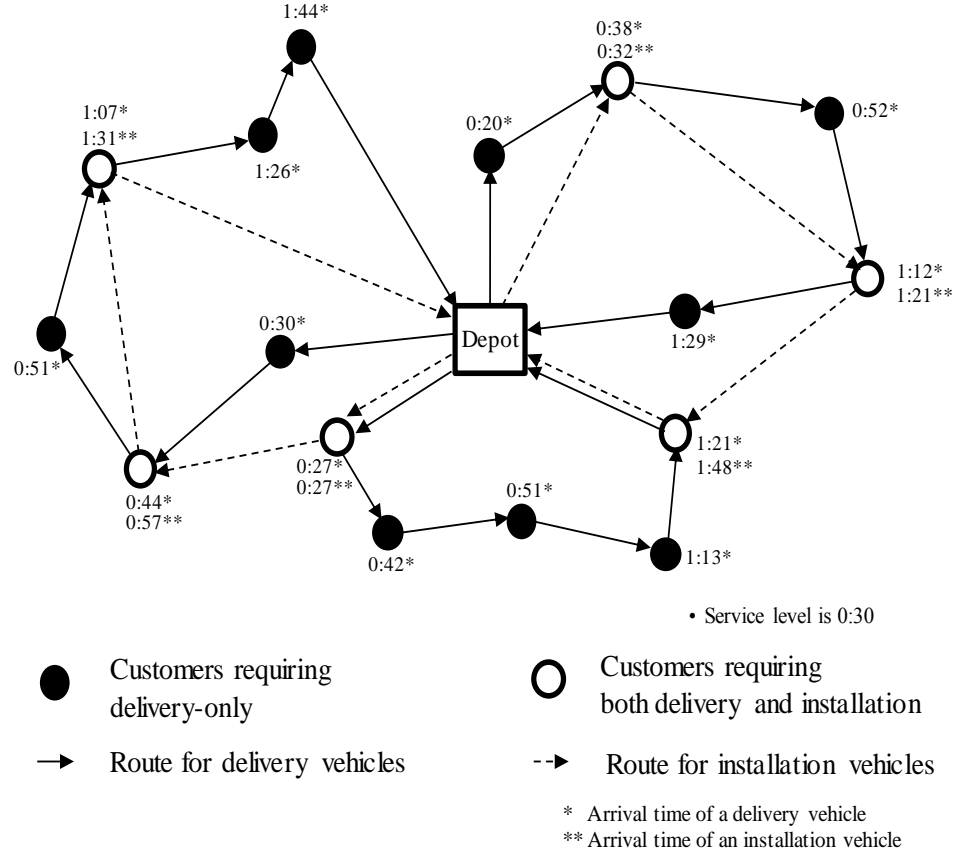 1:44*
0:38*
0:32**
1:07*
1:31**
0:20*
0:52*
1:26*
1:12*
1:21**
Depot
0:30*
1:29*
0:51*
1:21*
1:48**
0:27*
0:27**
0:44*
0:57**
0:51*
0:42*
1:13*
• Service level is 0:30
Customers requiring
delivery-only
Customers requiring
both delivery and installation
Route for delivery vehicles
Route for installation vehicles
* Arrival time of a delivery vehicle
** Arrival time of an installation vehicle